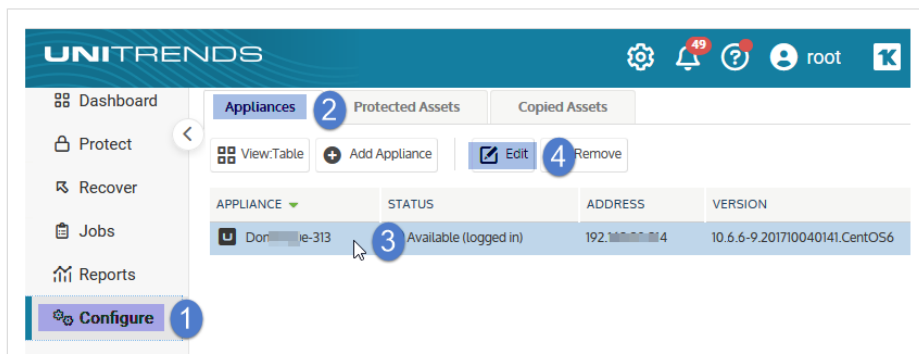 UNITRENDS 49 root
Dashboard
Protect
Recover
Jobs
Reports
Configure 1
Appliances 2 Protected Assets Copied Assets
View:Table Add Appliance Edit 4 Remove
APPLIANCE STATUS ADDRESS VERSION
3 Available (logged in) 10.6.6-9.201710040141.CentOS6